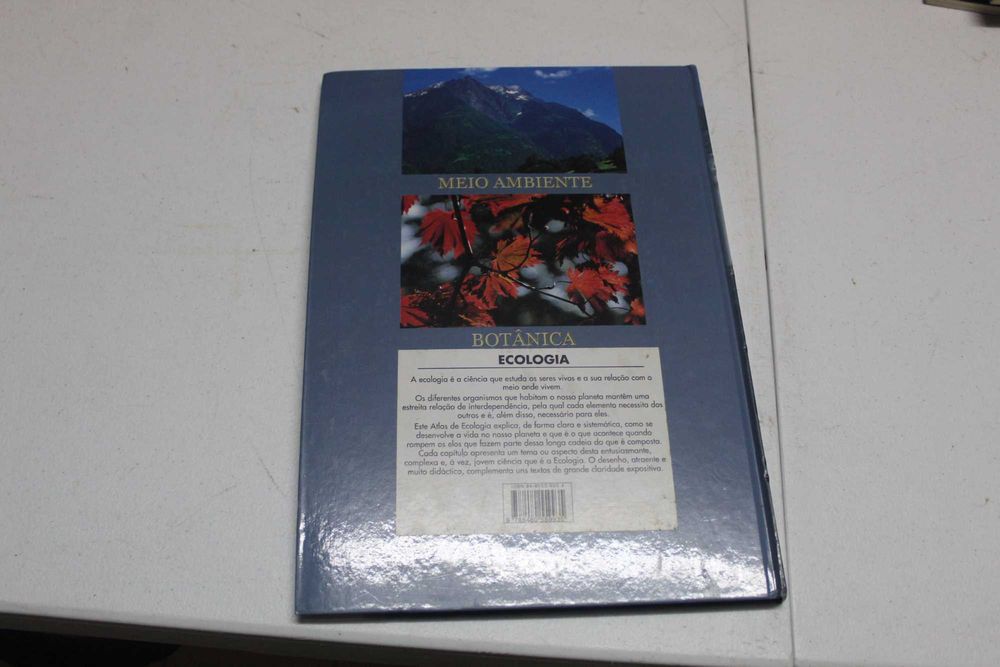 MEIO AMBIENTE
BOTÂNICA
ECOLOGIA
A ecologia é a ciência que estuda os seres vivos e a sua relação com o
meio onde vivem.
Os diferentes organismos que habitam o nosso planeta mantêm uma
estreita relação de interdependência, pela qual cada elemento necessita dos
outros e é, além disso, necessário para eles.
Este Atlas de Ecologia explica, de forma clara e sistemática, como se
desenvolve a vida no nosso planeta e que é o que acontece quando
rompem os elos que fazem parte dessa longa cadeia do que é composta.
Cada capítulo apresenta um tema ou aspecto desta entusiasmante,
complexa e, à vez, jovem ciência que é a Ecologia. O desenho, atraente e
muito didáctico, complementa uns textos de grande claridade expositiva.